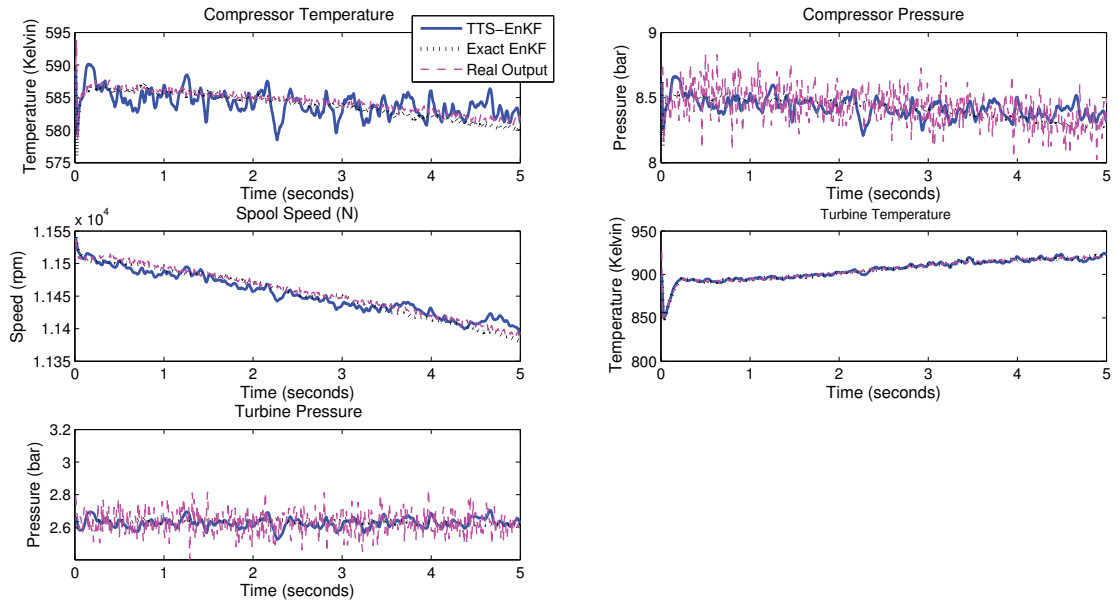 Compressor Temperature
595
590
585
580
575
Temperature (Kelvin)
0 1 2 3 4 5
Time (seconds)
TTS−EnKF
Exact EnKF
Real Output
Compressor Pressure
9
8.5
8
Pressure (bar)
0 1 2 3 4 5
Time (seconds)
Spool Speed (N)
x 10^4
1.155
1.15
1.145
1.14
1.135
Speed (rpm)
0 1 2 3 4 5
Time (seconds)
Turbine Temperature
950
900
850
800
Temperature (Kelvin)
0 1 2 3 4 5
Time (seconds)
Turbine Pressure
3.2
3
2.8
2.6
Pressure (bar)
0 1 2 3 4 5
Time (seconds)